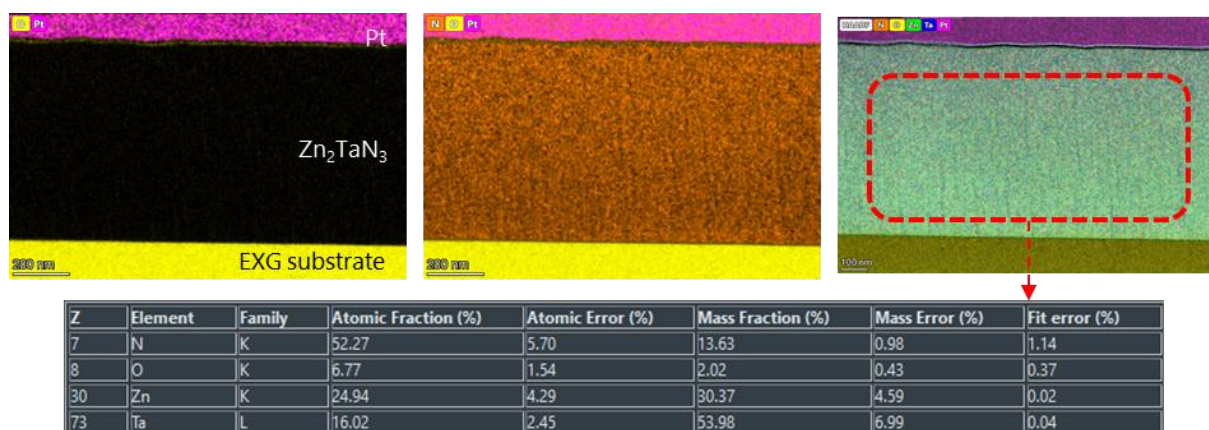 O Pt
Pt
Zn₂TaN₃
EXG substrate
200 nm
N O Pt
200 nm
HAADF N O Zn Ta Pt
100 nm
Z Element Family Atomic Fraction (%) Atomic Error (%) Mass Fraction (%) Mass Error (%) Fit error (%)
7 N K 52.27 5.70 13.63 0.98 1.14
8 O K 6.77 1.54 2.02 0.43 0.37
30 Zn K 24.94 4.29 30.37 4.59 0.02
73 Ta L 16.02 2.45 53.98 6.99 0.04